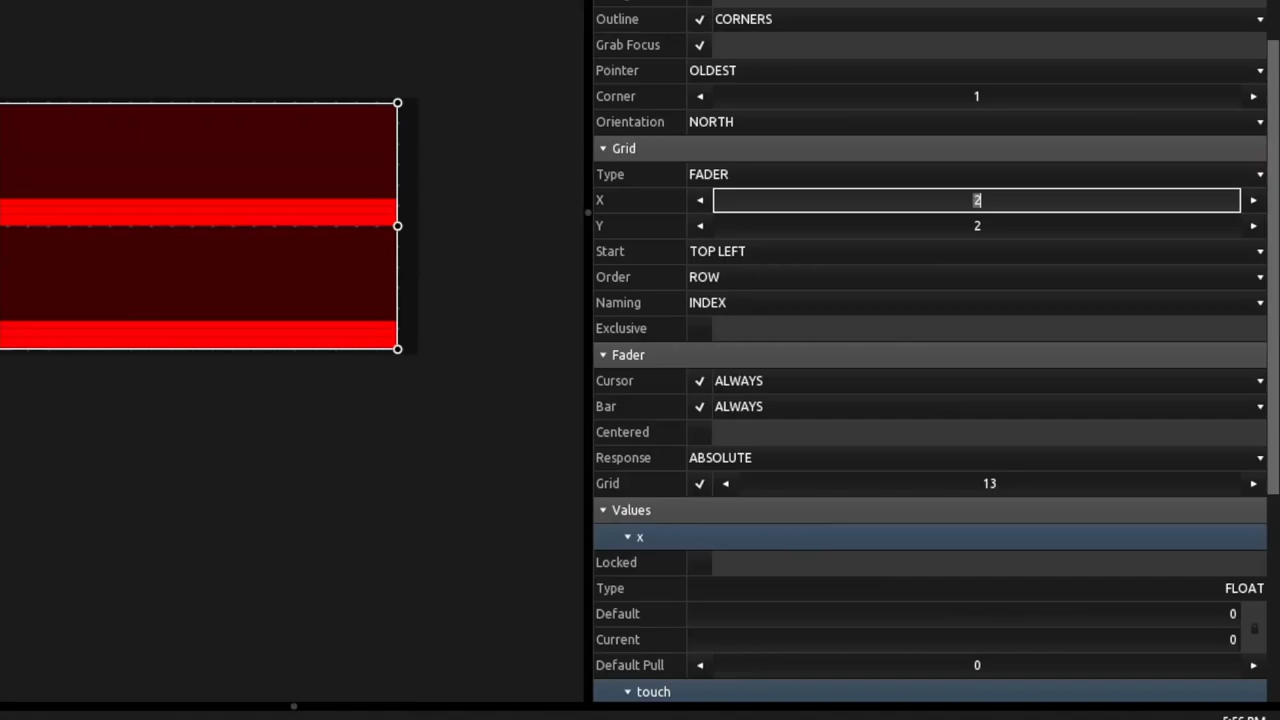 Outline CORNERS
Grab Focus
Pointer OLDEST
Corner 1
Orientation NORTH
Grid
Type FADER
X 2
Y 2
Start TOP LEFT
Order ROW
Naming INDEX
Exclusive
Fader
Cursor ALWAYS
Bar ALWAYS
Centered
Response ABSOLUTE
Grid 13
Values
x
Locked
Type FLOAT
Default 0
Current 0
Default Pull 0
touch